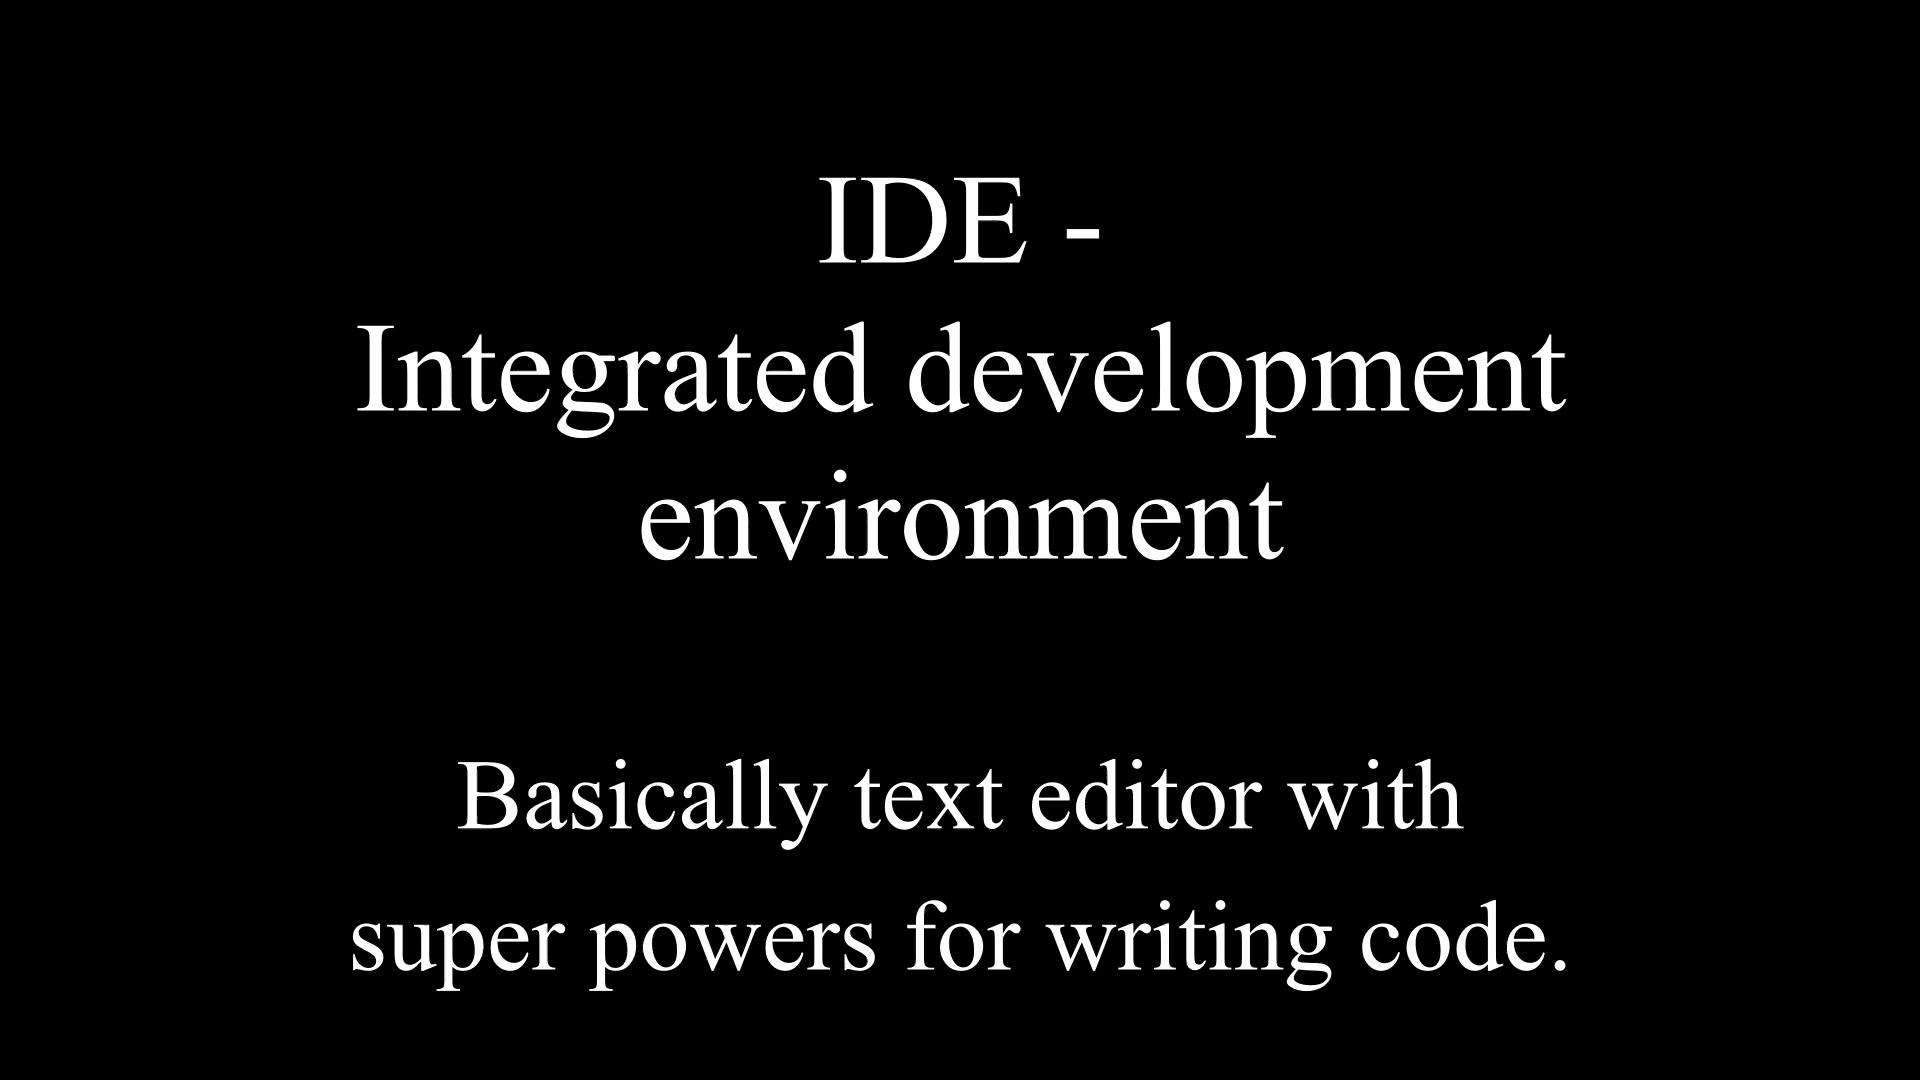 IDE -
Integrated development
environment
Basically text editor with
super powers for writing code.